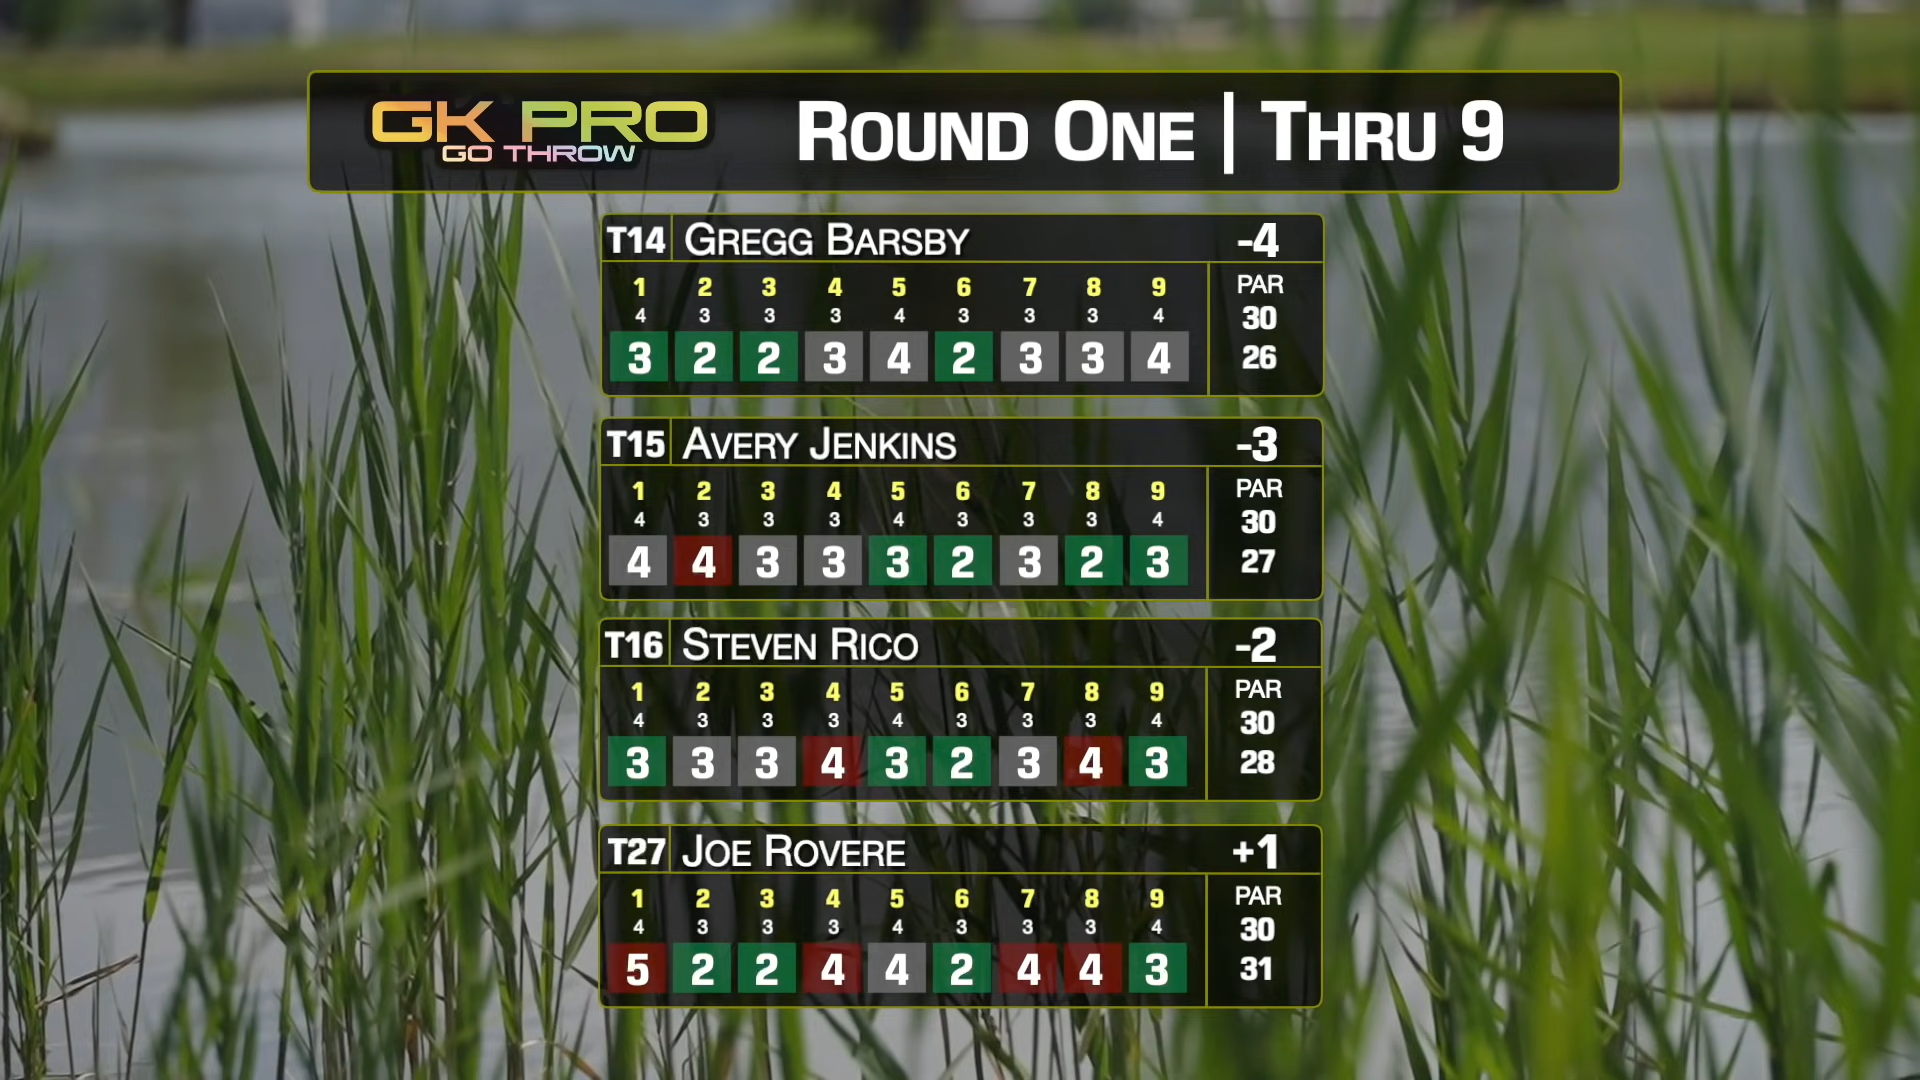 GK PRO
GO THROW
ROUND ONE | THRU 9
T14 GREGG BARSBY -4
1 2 3 4 5 6 7 8 9 PAR
4 3 3 3 4 3 3 3 4 30
3 2 2 3 4 2 3 3 4 26
T15 AVERY JENKINS -3
1 2 3 4 5 6 7 8 9 PAR
4 3 3 3 4 3 3 3 4 30
4 4 3 3 3 2 3 2 3 27
T16 STEVEN RICO -2
1 2 3 4 5 6 7 8 9 PAR
4 3 3 3 4 3 3 3 4 30
3 3 3 4 3 2 3 4 3 28
T27 JOE ROVERE +1
1 2 3 4 5 6 7 8 9 PAR
4 3 3 3 4 3 3 3 4 30
5 2 2 4 4 2 4 4 3 31